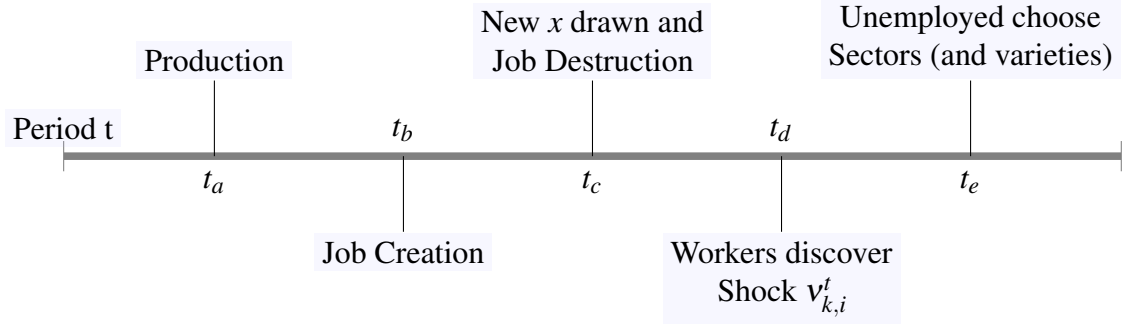 New x drawn and
Job Destruction
Unemployed choose
Sectors (and varieties)
Production
Period t
t_b
t_d
t_a
t_c
t_e
Job Creation
Workers discover
Shock ν^t_{k,i}